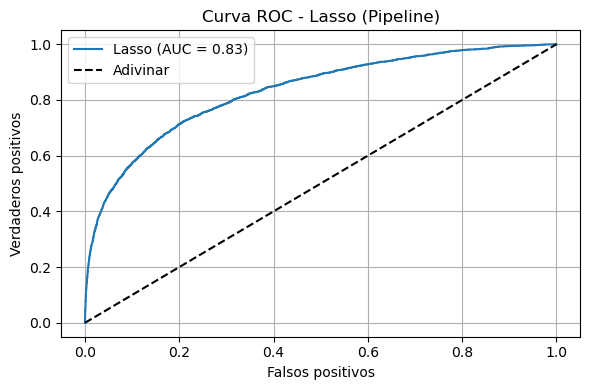 Curva ROC - Lasso (Pipeline)
Lasso (AUC = 0.83)
Adivinar
Verdaderos positivos
1.0
0.8
0.6
0.4
0.2
0.0
0.0 0.2 0.4 0.6 0.8 1.0
Falsos positivos